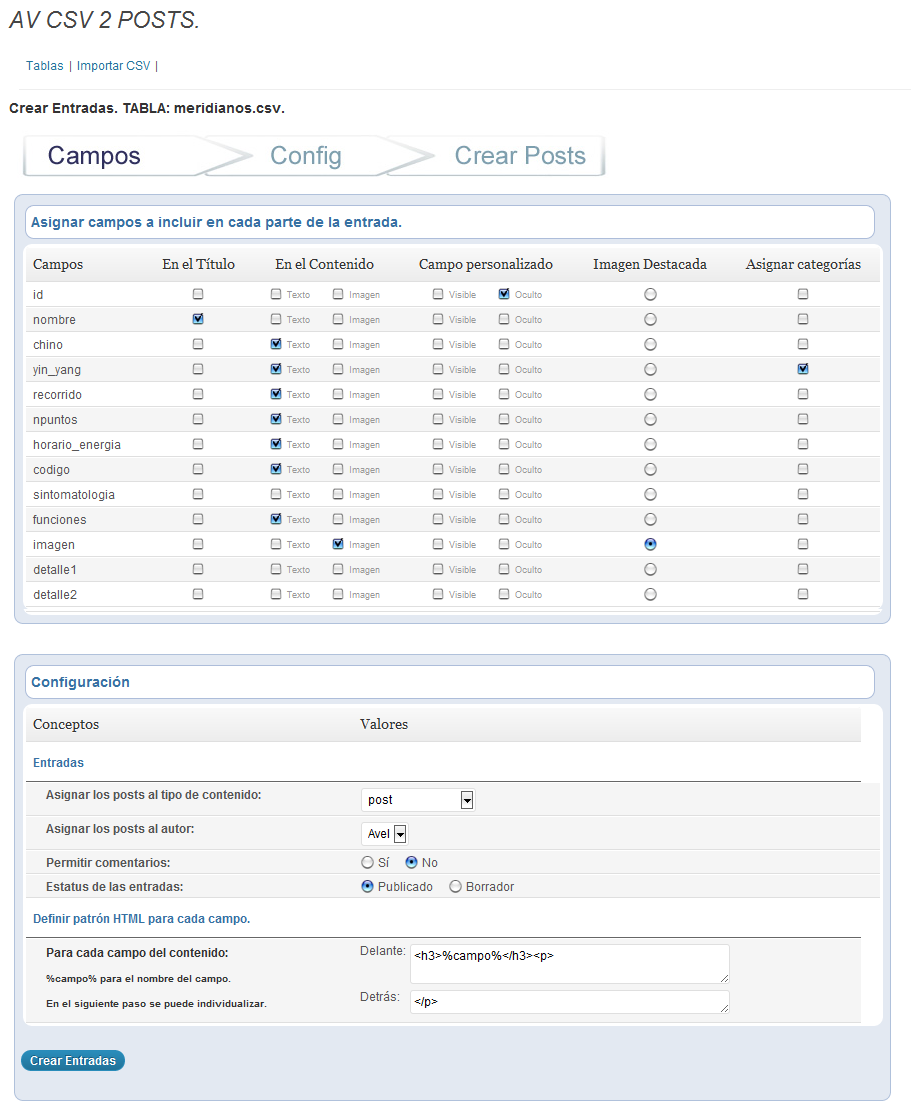 AV CSV 2 POSTS.
Tablas | Importar CSV |
Crear Entradas. TABLA: meridianos.csv.
Campos Config Crear Posts
Asignar campos a incluir en cada parte de la entrada.
Campos En el Título En el Contenido Campo personalizado Imagen Destacada Asignar categorías
id Texto Imagen Visible Oculto
nombre Texto Imagen Visible Oculto
chino Texto Imagen Visible Oculto
yin_yang Texto Imagen Visible Oculto
recorrido Texto Imagen Visible Oculto
npuntos Texto Imagen Visible Oculto
horario_energia Texto Imagen Visible Oculto
codigo Texto Imagen Visible Oculto
sintomatologia Texto Imagen Visible Oculto
funciones Texto Imagen Visible Oculto
imagen Texto Imagen Visible Oculto
detalle1 Texto Imagen Visible Oculto
detalle2 Texto Imagen Visible Oculto
Configuración
Conceptos Valores
Entradas
Asignar los posts al tipo de contenido: post
Asignar los posts al autor: Avel
Permitir comentarios: Sí No
Estatus de las entradas: Publicado Borrador
Definir patrón HTML para cada campo.
Para cada campo del contenido: Delante: <h3>%campo%</h3><p>
%campo% para el nombre del campo.
En el siguiente paso se puede individualizar. Detrás: </p>
Crear Entradas